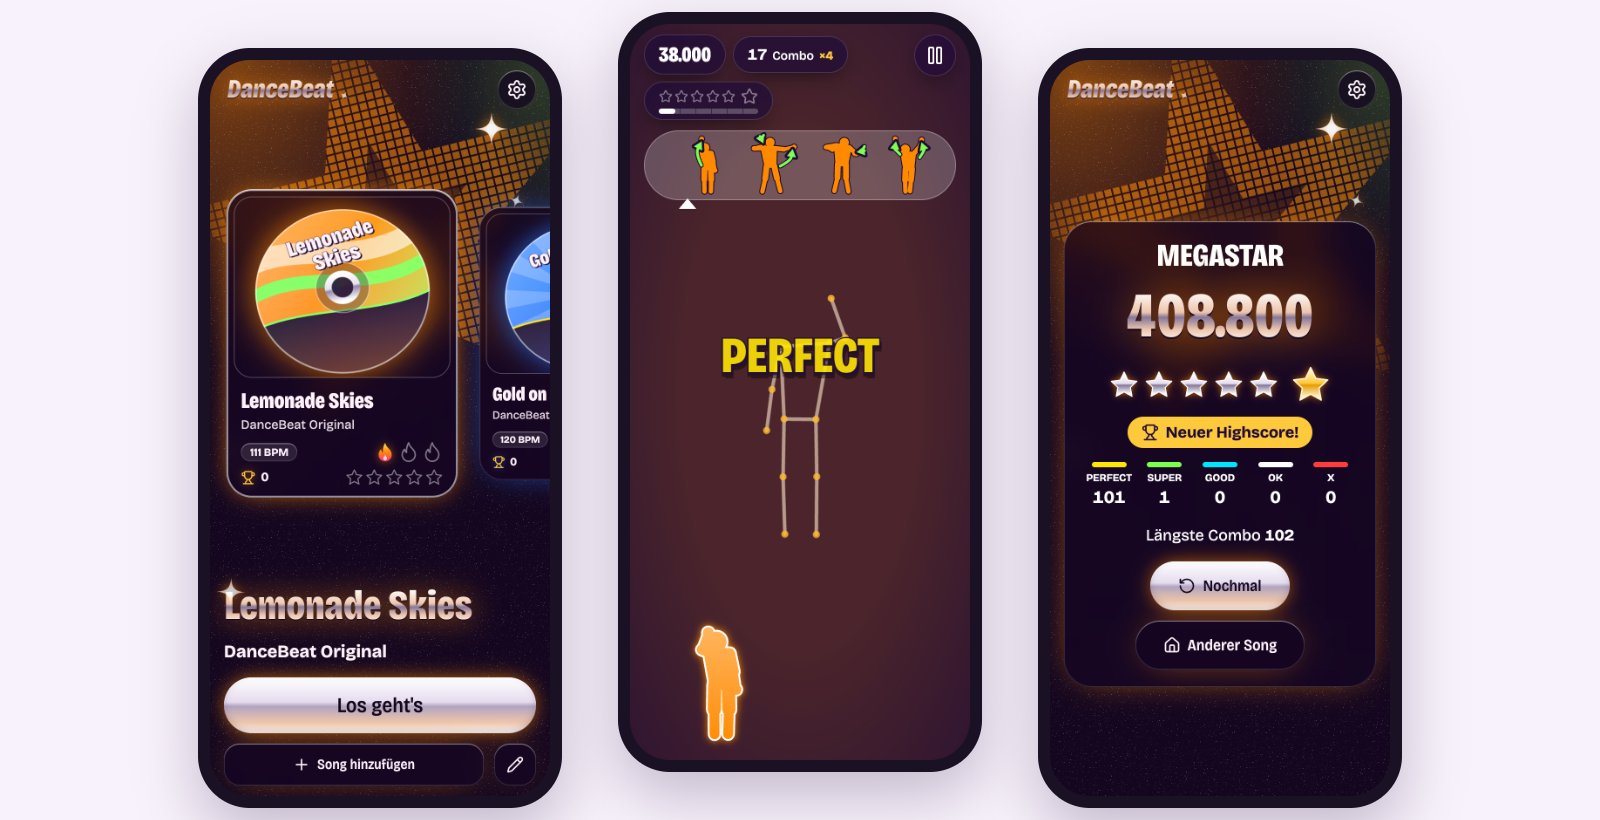 DanceBeat
Lemonade
Skies
Lemonade Skies
DanceBeat Original
111 BPM
0
Gol
Gold on
DanceBeat
120 BPM
0
Lemonade Skies
DanceBeat Original
Los geht's
Song hinzufügen
38.000
17 Combo ×4
PERFECT
DanceBeat
MEGASTAR
408.800
Neuer Highscore!
PERFECT SUPER GOOD OK X
101 1 0 0 0
Längste Combo 102
Nochmal
Anderer Song